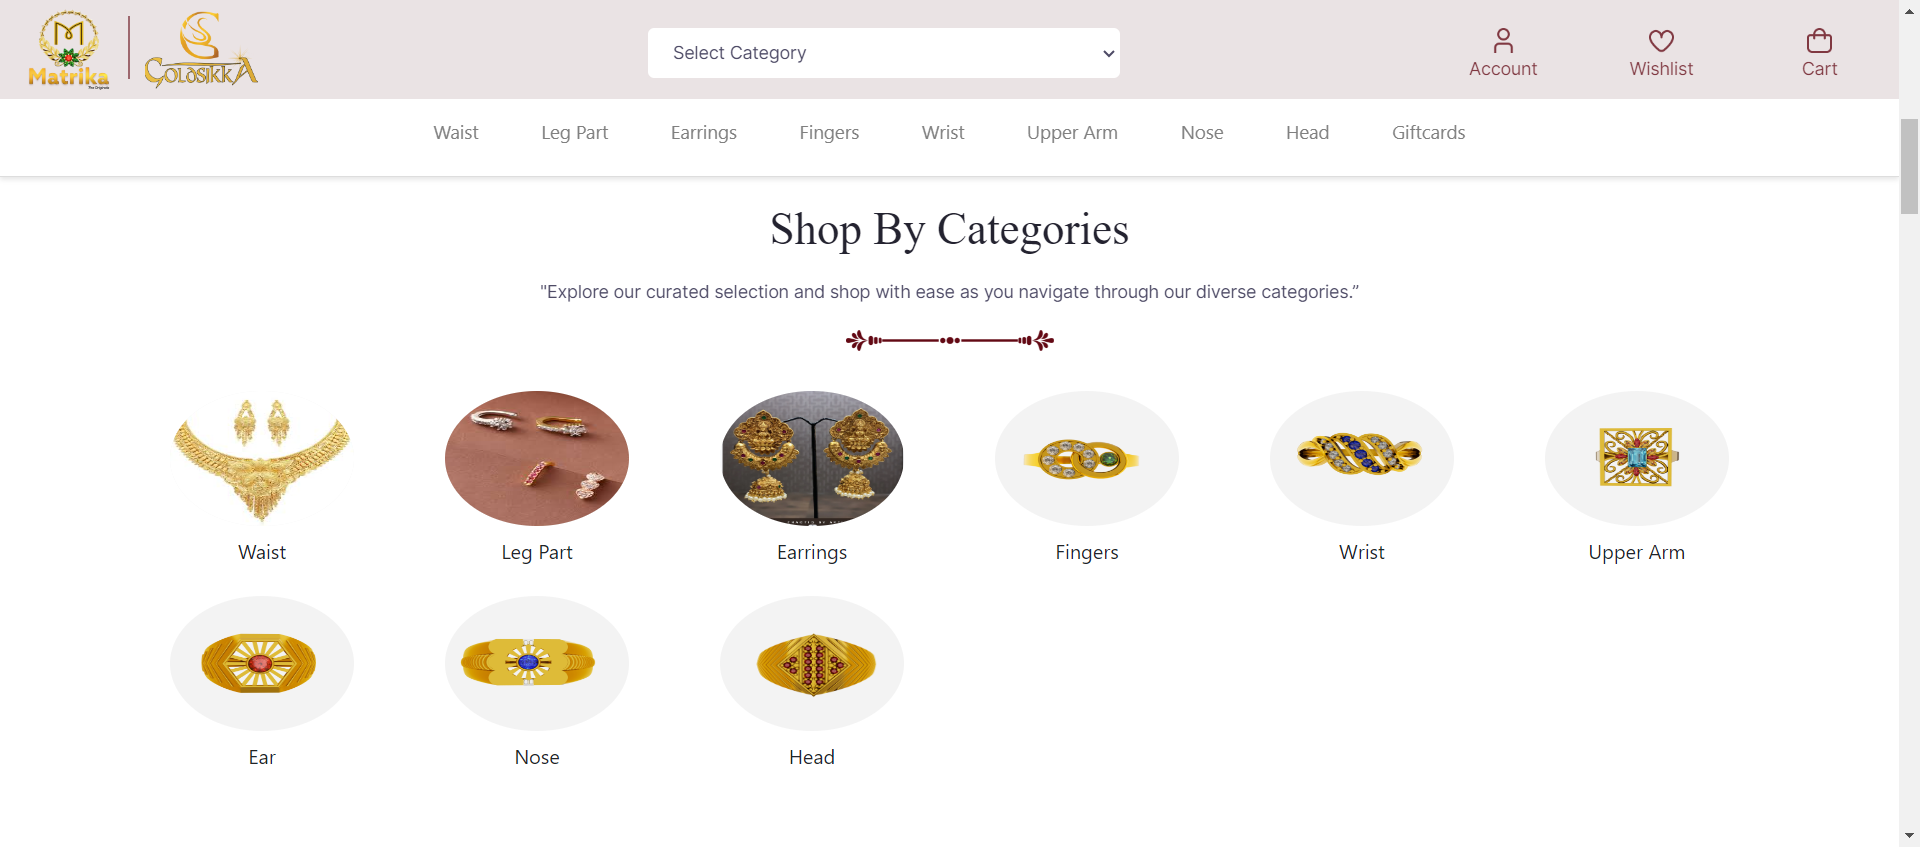 Matrika
The Originals
GOLDSIKKA
Select Category
Account
Wishlist
Cart
Waist
Leg Part
Earrings
Fingers
Wrist
Upper Arm
Nose
Head
Giftcards
Shop By Categories
"Explore our curated selection and shop with ease as you navigate through our diverse categories.”
Waist
Leg Part
Earrings
Fingers
Wrist
Upper Arm
Ear
Nose
Head